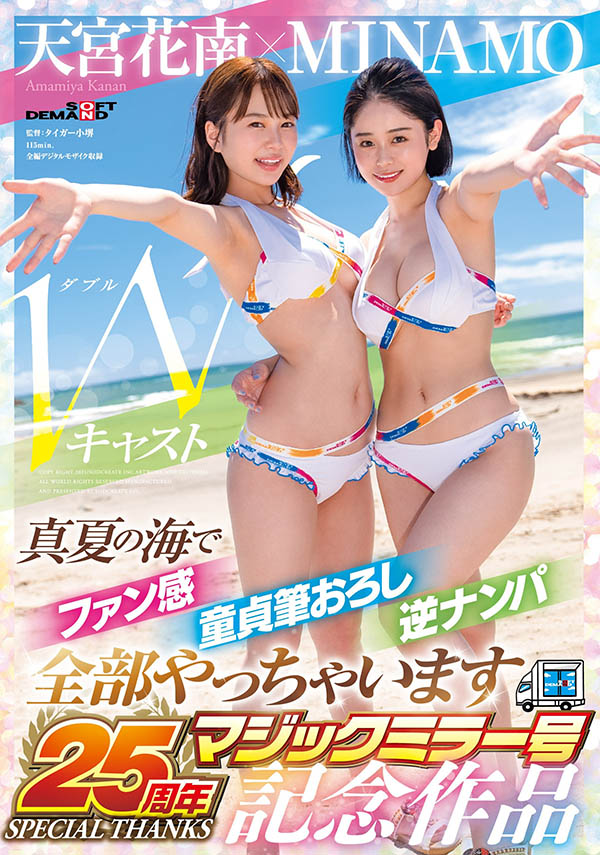 天宮花南×MINAMO
Amamiya Kanan
SOFT
DEMAND
監督:タイガー小堺
115min.
全編デジタルモザイク収録
ダブル
W
キャスト
真夏の海で
ファン感
童貞筆おろし
逆ナンパ
全部やっちゃいます
25周年
SPECIAL THANKS
マジックミラー号
記念作品